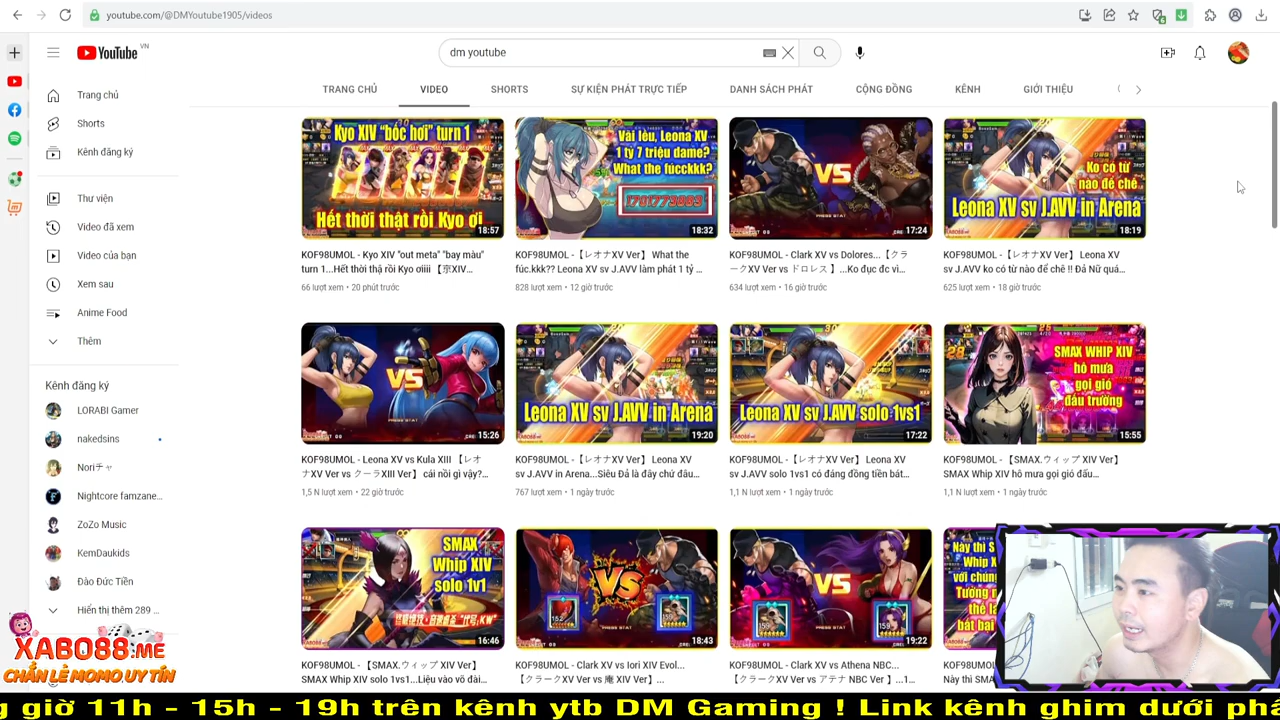 youtube.com/@DMYoutube1905/videos
YouTube VN
dm youtube
TRANG CHỦ
VIDEO
SHORTS
SỰ KIỆN PHÁT TRỰC TIẾP
DANH SÁCH PHÁT
CỘNG ĐỒNG
KÊNH
GIỚI THIỆU
Trang chủ
Shorts
Kênh đăng ký
Thư viện
Video đã xem
Video của bạn
Xem sau
Anime Food
Thêm
Kênh đăng ký
LORABI Gamer
nakedsins
Noriチャ
Nightcore famzane...
ZoZo Music
KemDaukids
Đào Đức Tiền
Hiển thị thêm 289 ...
Kyo XIV "bóc hơi" turn 1
Hết thời thật rồi Kyo ơi
18:57
KOF98UMOL - Kyo XIV "out meta" "bay màu"
turn 1...Hết thời thậ rồi Kyo ơiiii 【京XIV...
66 lượt xem • 20 phút trước
Vãi lều, Leona XV
1 tỷ 7 triệu dame?
What the fucckkk?
1701773883
18:32
KOF98UMOL -【レオナXV Ver】 What the
fúc.kkk?? Leona XV sv J.AVV làm phát 1 tỷ ...
828 lượt xem • 12 giờ trước
VS
17:24
KOF98UMOL - Clark XV vs Dolores...【クラ
ークXV Ver vs ドロレス 】...Ko đục đc vì...
634 lượt xem • 16 giờ trước
Ko có từ
nào để chê
Leona XV sv J.AVV in Arena
18:19
KOF98UMOL -【レオナXV Ver】 Leona XV
sv J.AVV ko có từ nào để chê !! Đả Nữ quá...
625 lượt xem • 18 giờ trước
VS
15:26
KOF98UMOL - Leona XV vs Kula XIII 【レオ
ナXV Ver vs クーラXIII Ver】 cái nồi gì vậy?...
1,5 N lượt xem • 22 giờ trước
Leona XV sv J.AVV in Arena
19:20
KOF98UMOL -【レオナXV Ver】 Leona XV
sv J.AVV in Arena...Siêu Đả là đây chứ đâu...
767 lượt xem • 1 ngày trước
Leona XV sv J.AVV solo 1vs1
17:22
KOF98UMOL -【レオナXV Ver】 Leona XV
sv J.AVV solo 1vs1 có đáng đồng tiền bát...
1,1 N lượt xem • 1 ngày trước
SMAX WHIP XIV
hô mưa
gọi gió
đấu trường
15:55
KOF98UMOL - 【SMAX.ウィップ XIV Ver】
SMAX Whip XIV hô mưa gọi gió đấu...
1,1 N lượt xem • 1 ngày trước
SMAX
Whip XIV
solo 1v1
16:46
KOF98UMOL - 【SMAX.ウィップ XIV Ver】
SMAX Whip XIV solo 1vs1...Liệu vào võ đài...
VS
18:43
KOF98UMOL - Clark XV vs Iori XIV Evol...
【クラークXV Ver vs 庵 XIV Ver】...
VS
19:22
KOF98UMOL - Clark XV vs Athena NBC...
【クラークXV Ver vs アテナ NBC Ver 】...1...
XABO88.ME
CHẴN LẺ MOMO.UY TÍN
giờ 11h - 15h - 19h trên kênh ytb DM Gaming ! Link kênh ghim dưới